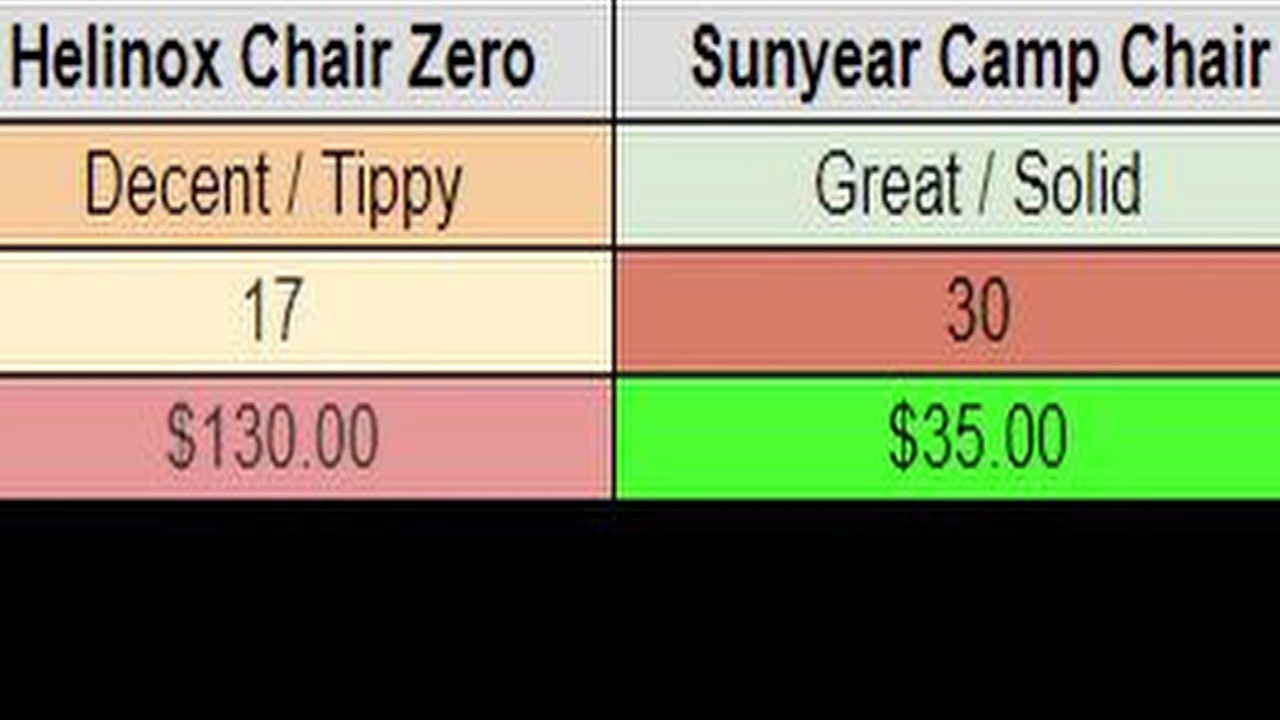 Helinox Chair Zero Sunyear Camp Chair
Decent / Tippy Great / Solid
17 30
$130.00 $35.00